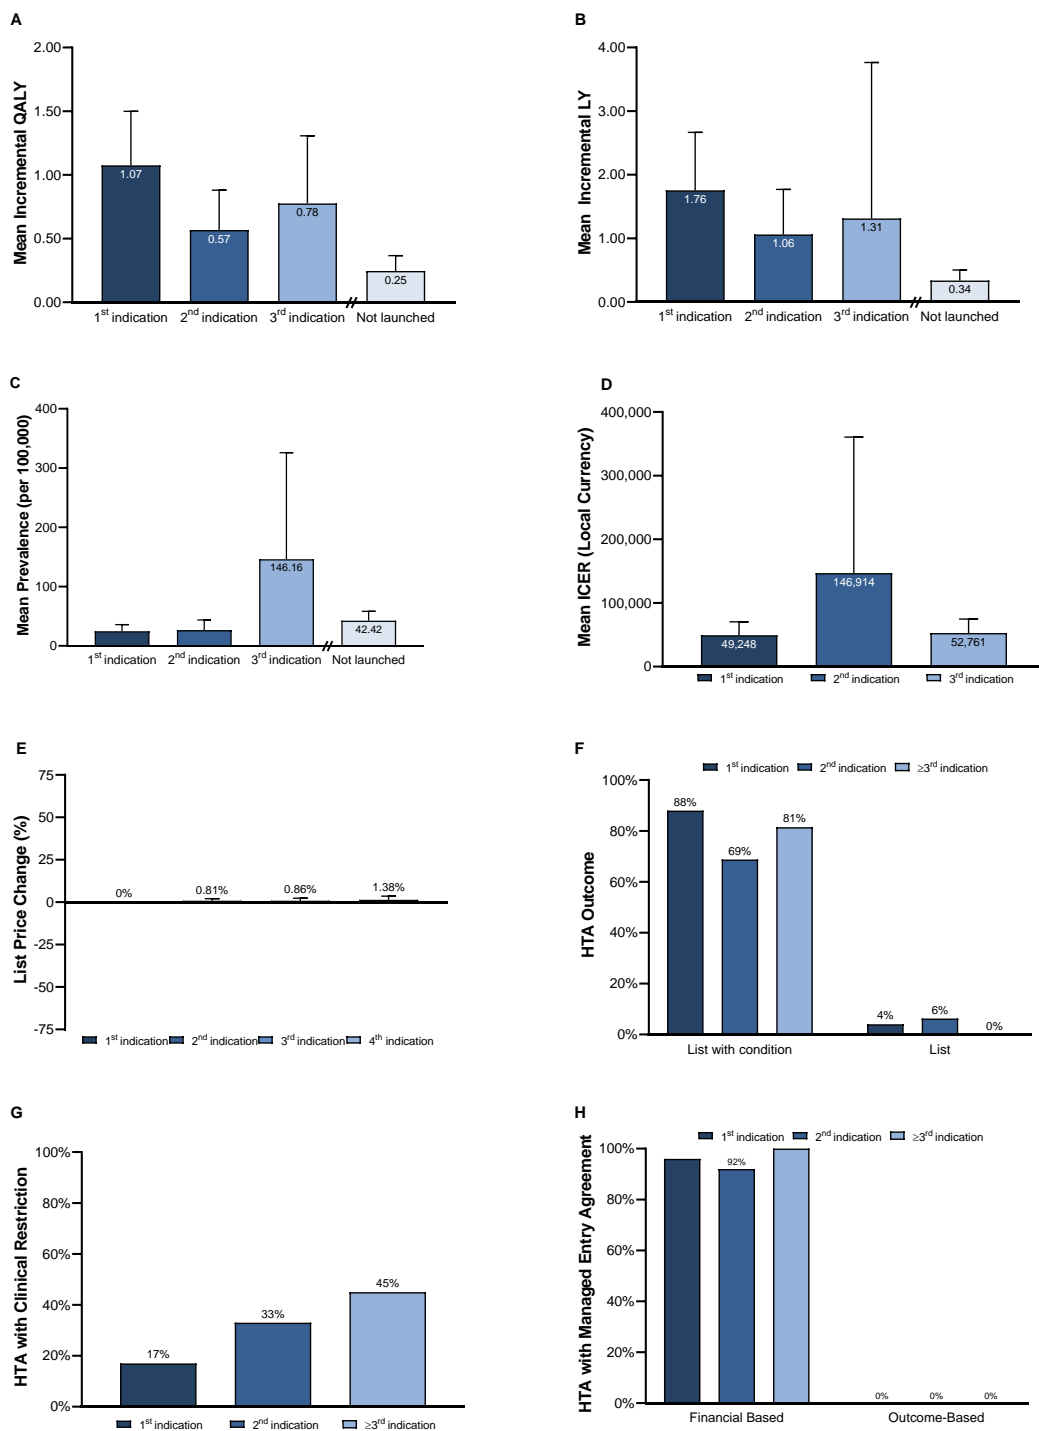 A
Mean Incremental QALY
2.00
1.50
1.00
0.50
0.00
1.07
0.57
0.78
0.25
1st indication 2nd indication 3rd indication Not launched
B
Mean Incremental LY
4.00
3.00
2.00
1.00
0.00
1.76
1.06
1.31
0.34
1st indication 2nd indication 3rd indication Not launched
C
Mean Prevalence (per 100,000)
400
300
200
100
0
146.16
42.42
1st indication 2nd indication 3rd indication Not launched
D
Mean ICER (Local Currency)
400,000
300,000
200,000
100,000
0
49,248
146,914
52,761
1st indication 2nd indication 3rd indication
E
List Price Change (%)
75
50
25
0
-25
-50
-75
0% 0.81% 0.86% 1.38%
1st indication 2nd indication 3rd indication 4th indication
F
1st indication 2nd indication ≥3rd indication
HTA Outcome
100%
80%
60%
40%
20%
0%
88%
69%
81%
4%
6%
0%
List with condition List
G
HTA with Clinical Restriction
100%
80%
60%
40%
20%
0%
17%
33%
45%
1st indication 2nd indication ≥3rd indication
H
1st indication 2nd indication ≥3rd indication
HTA with Managed Entry Agreement
100%
80%
60%
40%
20%
0%
92%
0% 0% 0%
Financial Based Outcome-Based